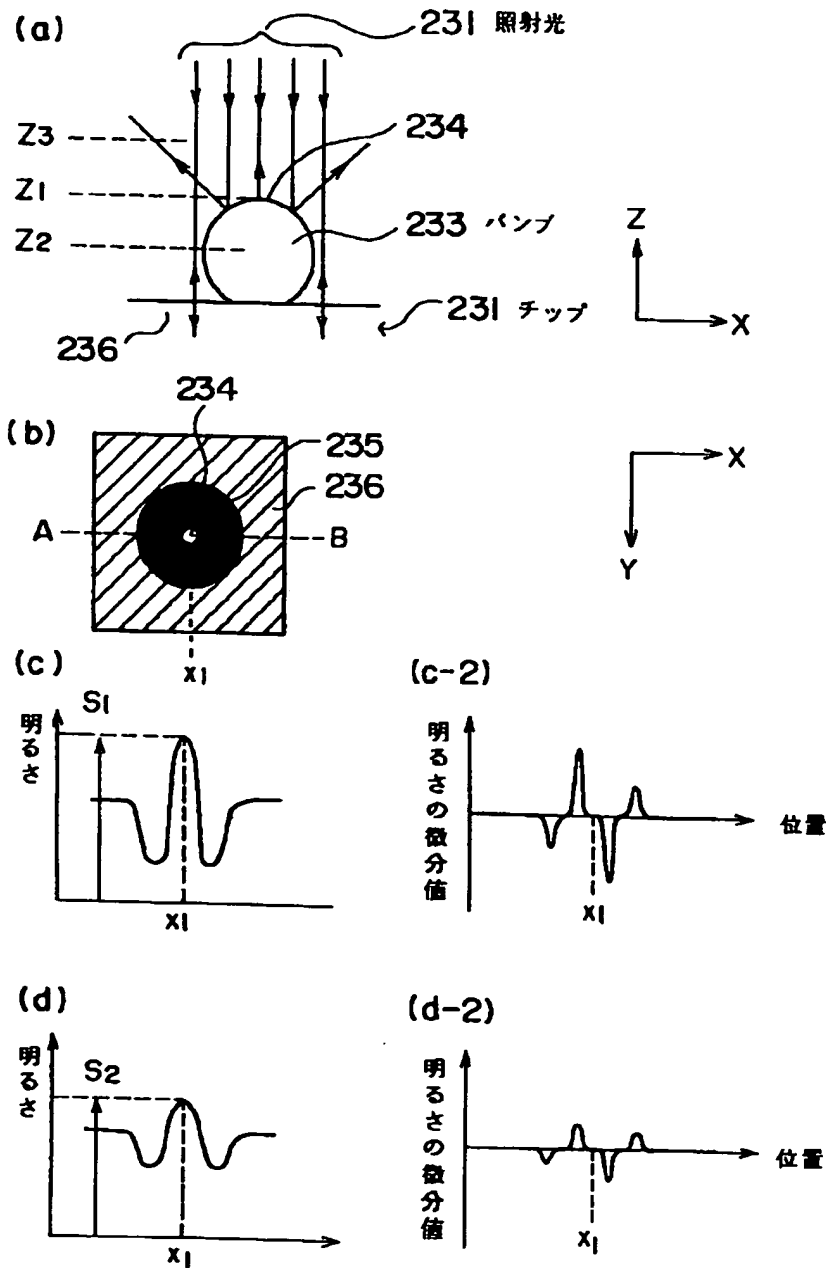 (a)
231 照射光
Z3
234
Z1
Z2
233 バンプ
Z
X
231 チップ
236
(b)
234
235
236
A
B
x1
X
Y
(c)
S1
明るさ
x1
(c-2)
明るさの微分値
位置
x1
(d)
S2
明るさ
x1
(d-2)
明るさの微分値
位置
x1